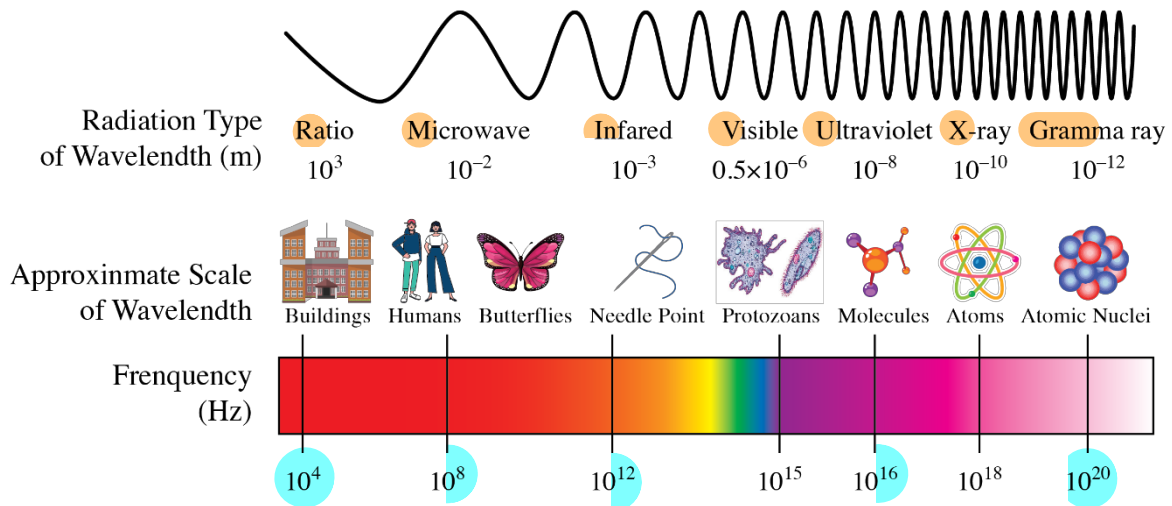 Radiation Type
of Wavelendth (m)
Ratio Microwave Infared Visible Ultraviolet X-ray Gramma ray
10³ 10⁻² 10⁻³ 0.5×10⁻⁶ 10⁻⁸ 10⁻¹⁰ 10⁻¹²
Approxinmate Scale
of Wavelendth
Buildings Humans Butterflies Needle Point Protozoans Molecules Atoms Atomic Nuclei
Frenquency
(Hz)
10⁴ 10⁸ 10¹² 10¹⁵ 10¹⁶ 10¹⁸ 10²⁰